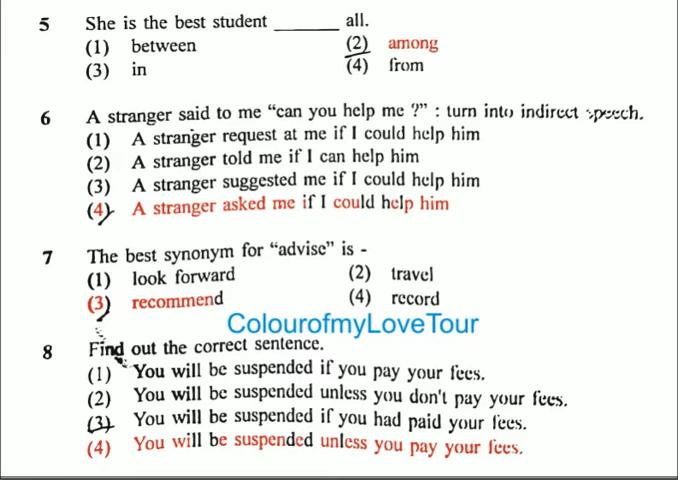 5 She is the best student ______ all.
(1) between (2) among
(3) in (4) from
6 A stranger said to me “can you help me ?” : turn into indirect speech.
(1) A stranger request at me if I could help him
(2) A stranger told me if I can help him
(3) A stranger suggested me if I could help him
(4) A stranger asked me if I could help him
7 The best synonym for “advise” is -
(1) look forward (2) travel
(3) recommend (4) record
ColourofmyLoveTour
8 Find out the correct sentence.
(1) You will be suspended if you pay your fees.
(2) You will be suspended unless you don't pay your fees.
(3) You will be suspended if you had paid your fees.
(4) You will be suspended unless you pay your fees.